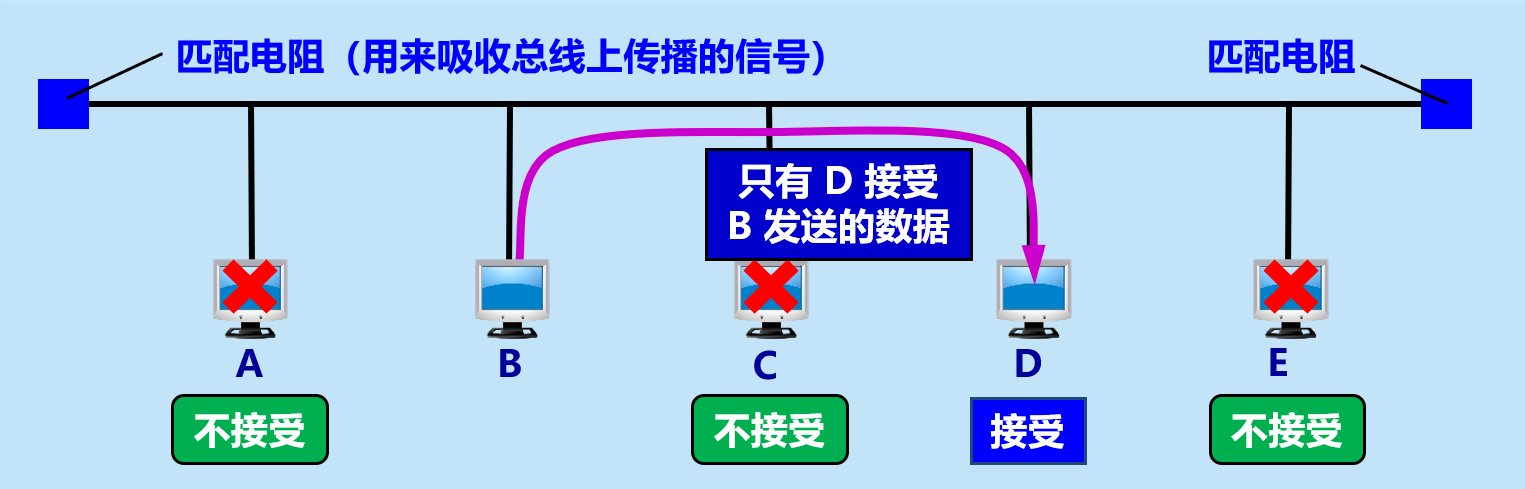 匹配电阻（用来吸收总线上传播的信号）
匹配电阻
只有 D 接受
B 发送的数据
A
B
C
D
E
不接受
不接受
接受
不接受